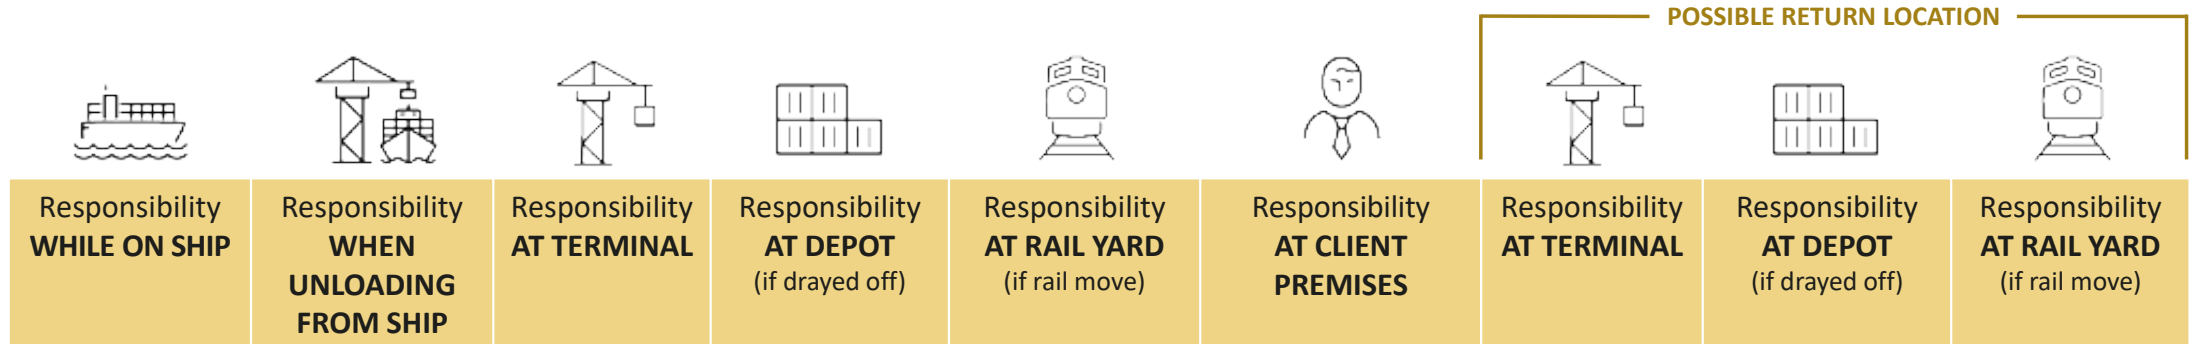 POSSIBLE RETURN LOCATION
Responsibility
WHILE ON SHIP
Responsibility
WHEN
UNLOADING
FROM SHIP
Responsibility
AT TERMINAL
Responsibility
AT DEPOT
(if drayed off)
Responsibility
AT RAIL YARD
(if rail move)
Responsibility
AT CLIENT
PREMISES
Responsibility
AT TERMINAL
Responsibility
AT DEPOT
(if drayed off)
Responsibility
AT RAIL YARD
(if rail move)